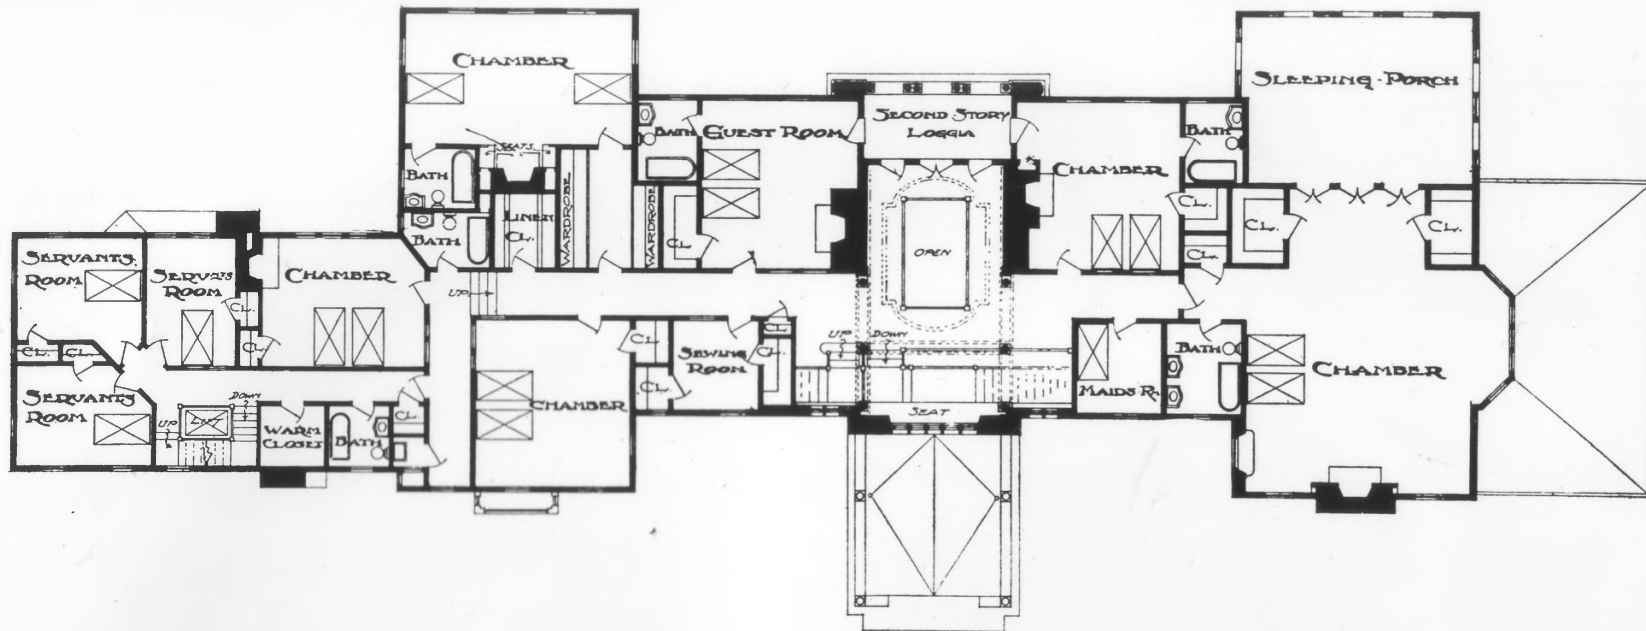 CHAMBER
SEATS
BATH
BATH
LINEN
CL.
WARDROBE
WARDROBE
BATH
GUEST ROOM
CL.
SECOND STORY
LOGGIA
OPEN
CHAMBER
BATH
CL.
CL.
SLEEPING-PORCH
CL.
CL.
SERVANTS
ROOM
CL.
CL.
SERVANTS
ROOM
SERV'TS
ROOM
CL.
CL.
CHAMBER
UP
LIFT
DOWN
WARM
CLOSET
BATH
CL.
UP
CHAMBER
CL.
CL.
SEWING
ROOM
CL.
CL.
UP
DOWN
SEAT
MAIDS R.
BATH
CHAMBER